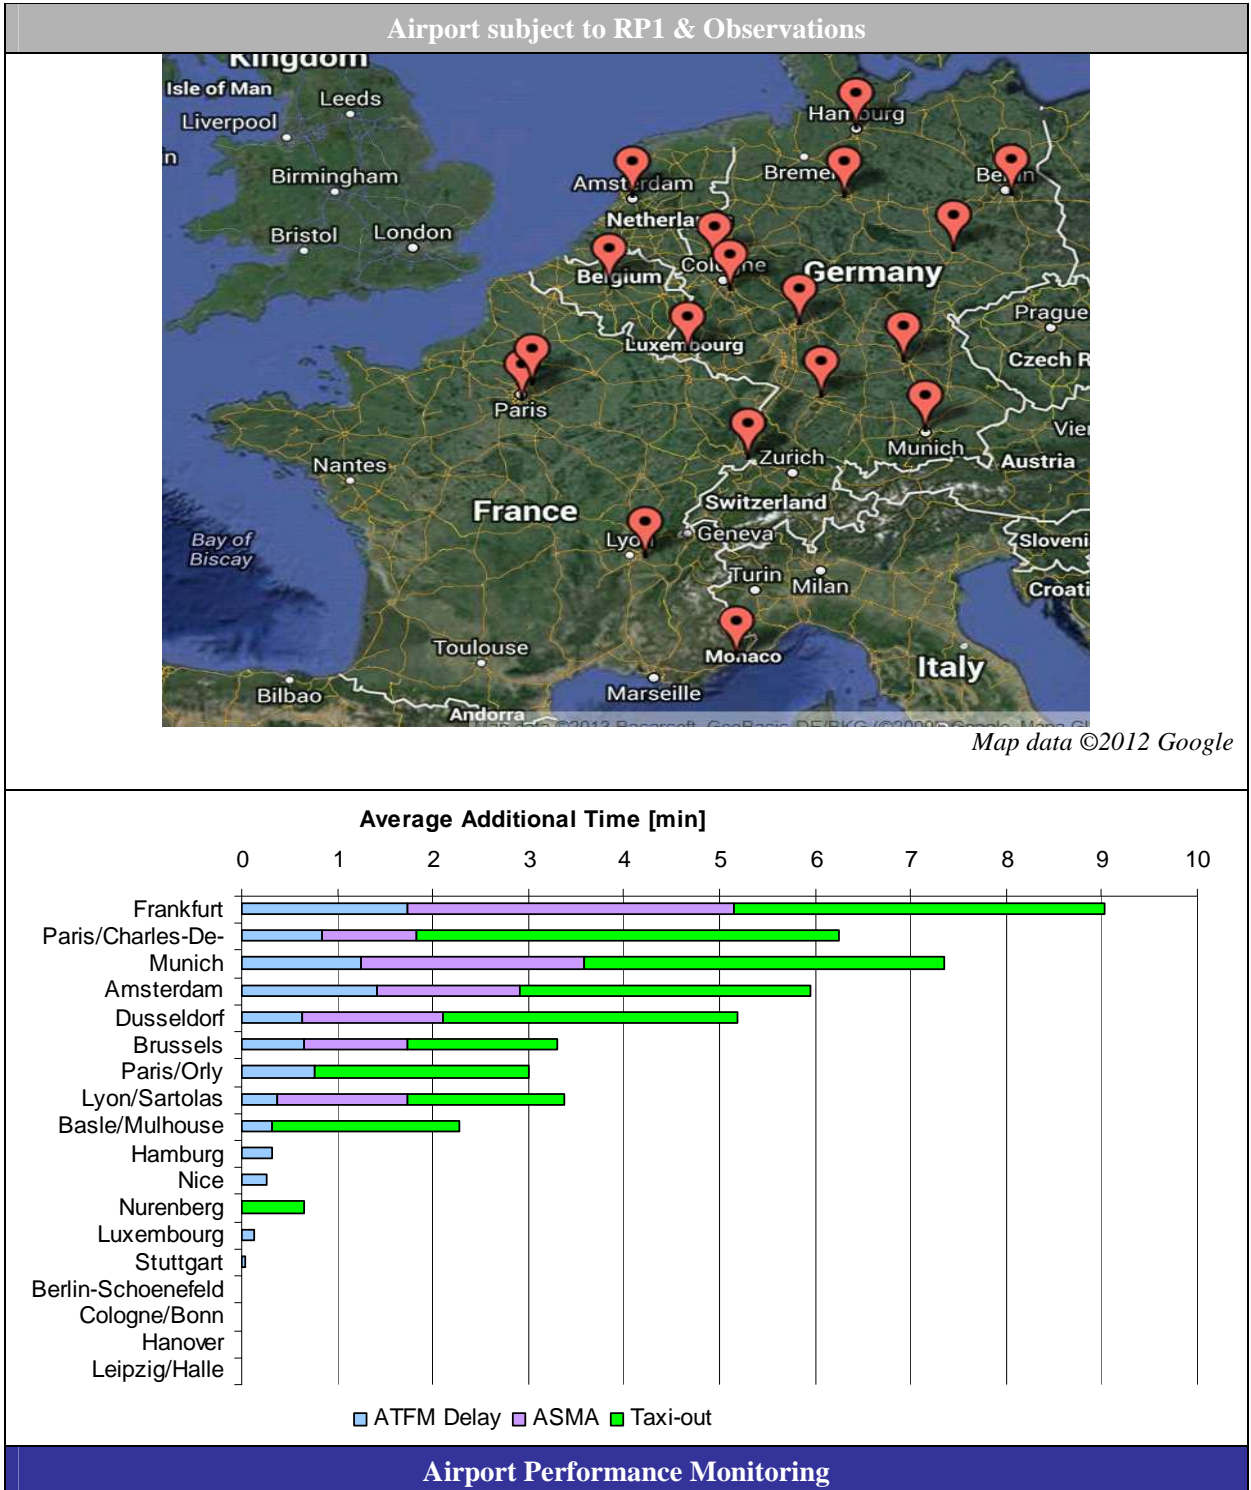 Airport subject to RP1 & Observations
Kingdom
Isle of Man
Leeds
Liverpool
n
Birmingham
Bristol
London
Hamburg
Amsterdam
Bremen
Berlin
Netherla
Belgium
Cologne
Germany
Prague
Luxembourg
Czech R
Paris
Nantes
Munich
Vie
Zurich
Austria
France
Switzerland
Bay of
Biscay
Lyon
Geneva
Sloveni
Turin
Milan
Croati
Toulouse
Monaco
Italy
Bilbao
Marseille
Andorra
Map data ©2012 Google
Average Additional Time [min]
0 1 2 3 4 5 6 7 8 9 10
Frankfurt
Paris/Charles-De-
Munich
Amsterdam
Dusseldorf
Brussels
Paris/Orly
Lyon/Sartolas
Basle/Mulhouse
Hamburg
Nice
Nurenberg
Luxembourg
Stuttgart
Berlin-Schoenefeld
Cologne/Bonn
Hanover
Leipzig/Halle
ATFM Delay ASMA Taxi-out
Airport Performance Monitoring